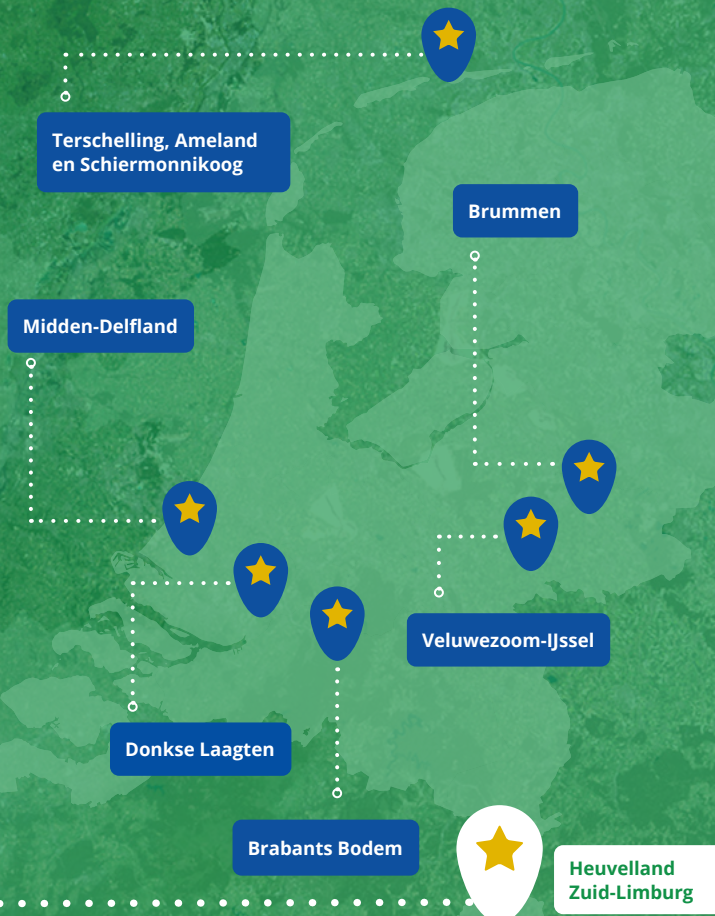 Terschelling, Ameland
en Schiermonnikoog
Brummen
Midden-Delfland
Veluwezoom-IJssel
Donkse Laagten
Brabants Bodem
Heuvelland
Zuid-Limburg